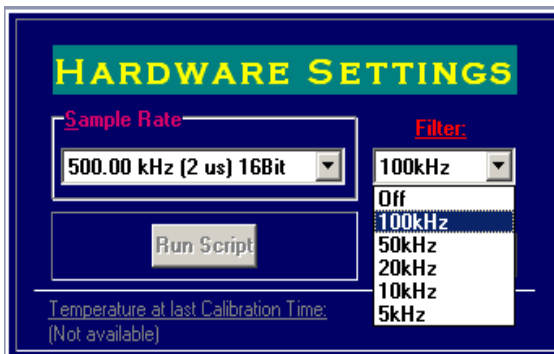 HARDWARE SETTINGS
Sample Rate
Filter:
500.00 kHz (2 us) 16Bit
100kHz
Off
100kHz
50kHz
20kHz
10kHz
5kHz
Run Script
Temperature at last Calibration Time:
(Not available)